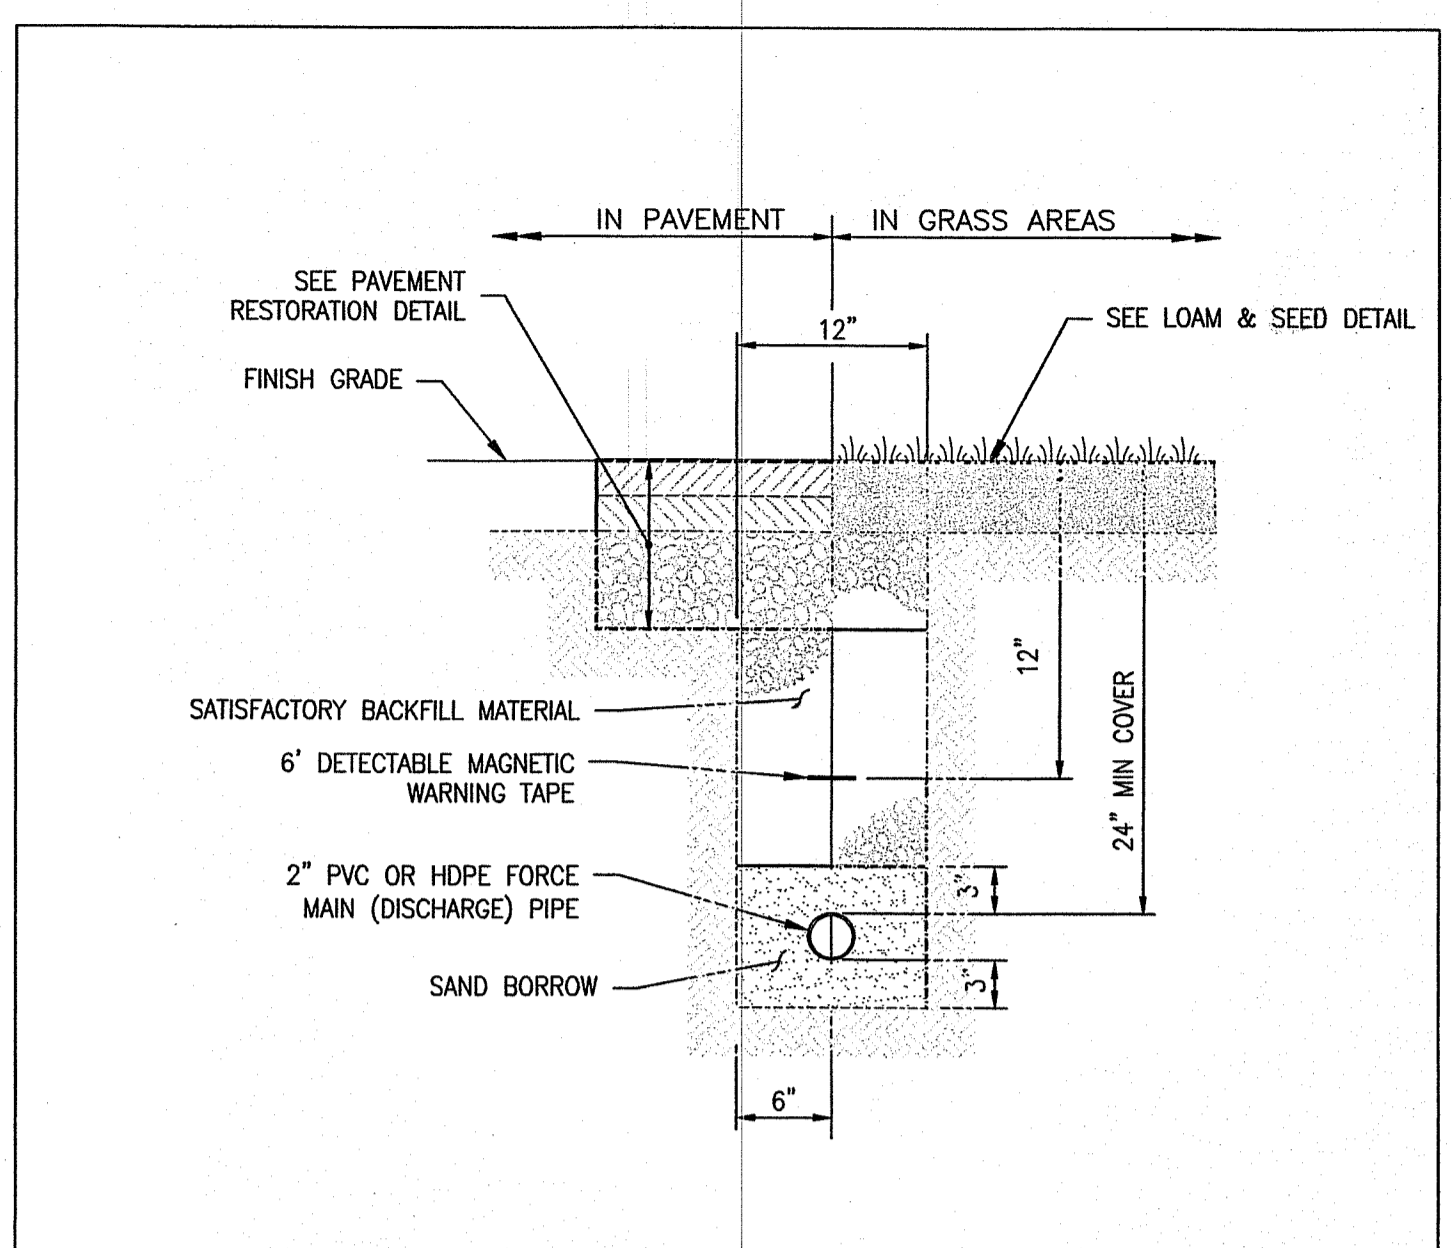 IN PAVEMENT
IN GRASS AREAS
SEE PAVEMENT
RESTORATION DETAIL
SEE LOAM & SEED DETAIL
12"
FINISH GRADE
12"
24" MIN COVER
SATISFACTORY BACKFILL MATERIAL
6' DETECTABLE MAGNETIC
WARNING TAPE
2" PVC OR HDPE FORCE
MAIN (DISCHARGE) PIPE
3"
SAND BORROW
3"
6"